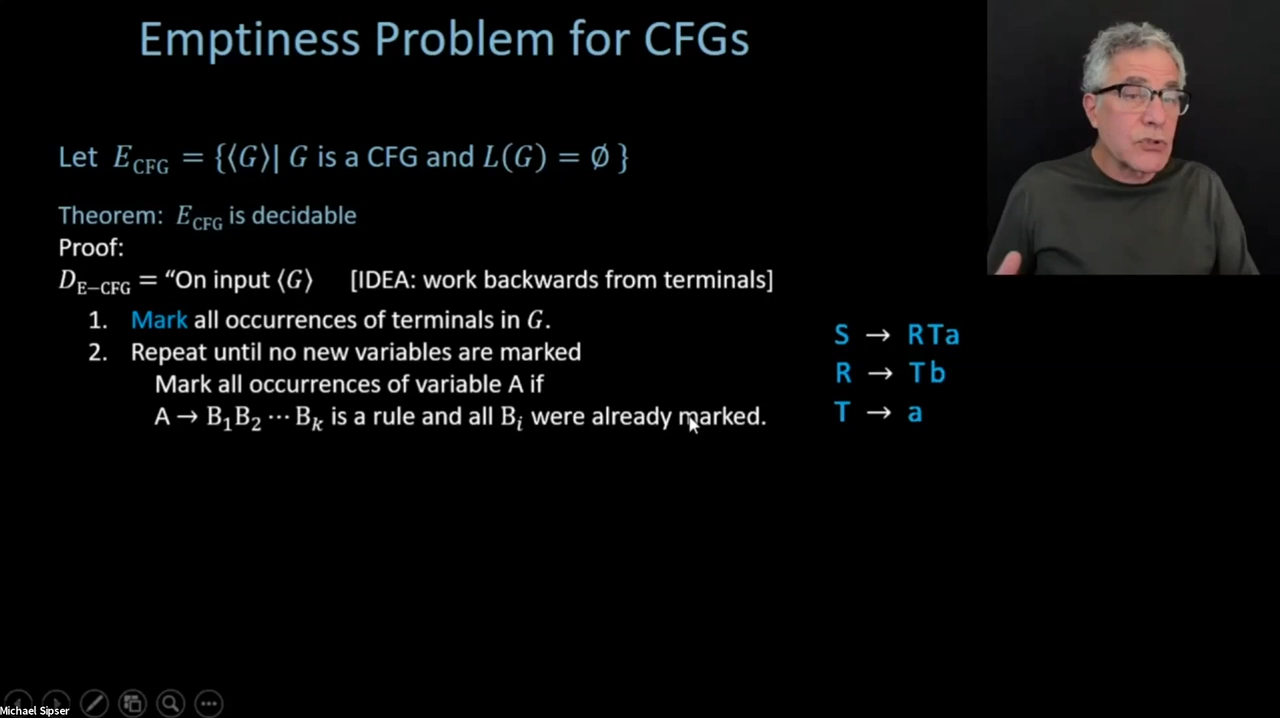 Emptiness Problem for CFGs
Let E_CFG = {⟨G⟩| G is a CFG and L(G) = ∅ }
Theorem: E_CFG is decidable
Proof:
D_E−CFG = “On input ⟨G⟩ [IDEA: work backwards from terminals]
1. Mark all occurrences of terminals in G.
2. Repeat until no new variables are marked
Mark all occurrences of variable A if
A → B₁B₂ ⋯ Bₖ is a rule and all Bᵢ were already marked.
S → RTa
R → Tb
T → a
Michael Sipser